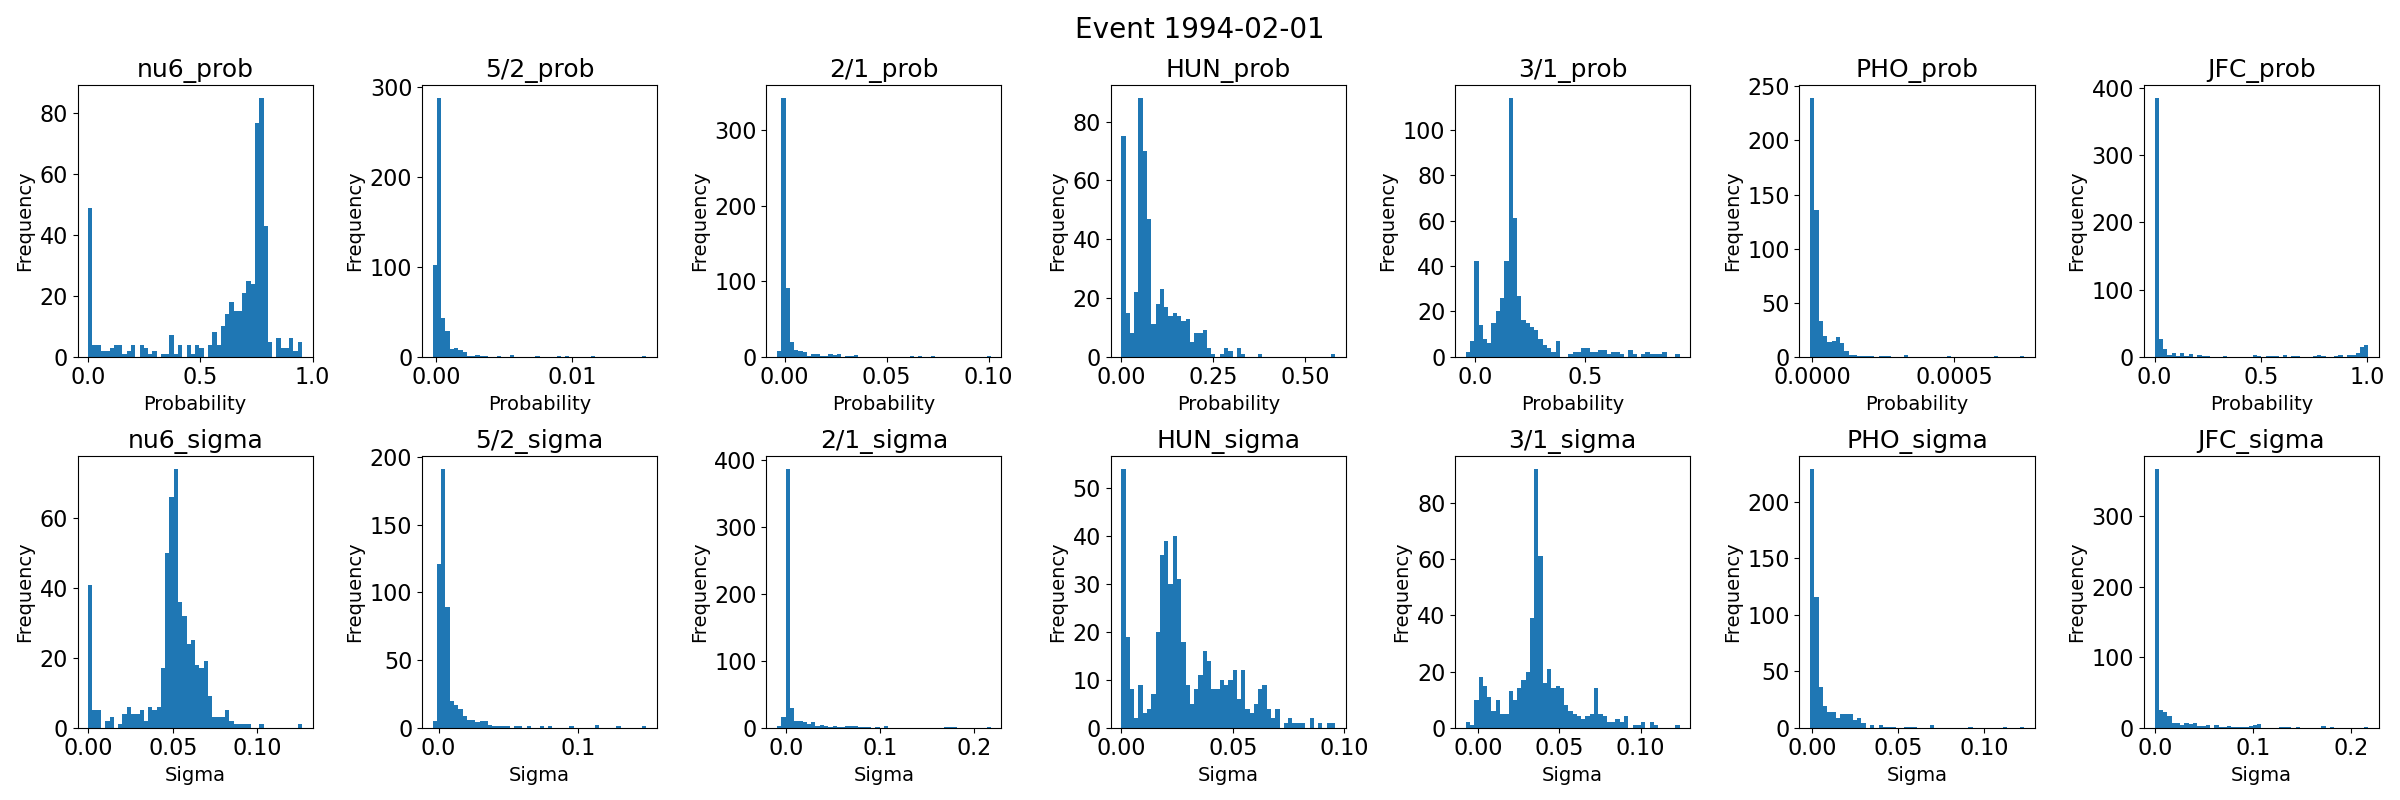 Event 1994-02-01
nu6_prob
5/2_prob
2/1_prob
HUN_prob
3/1_prob
PHO_prob
JFC_prob
Frequency
80
60
40
20
0
0.0
0.5
1.0
Probability
Frequency
300
200
100
0
0.00
0.01
Probability
Frequency
300
200
100
0
0.00
0.05
0.10
Probability
Frequency
80
60
40
20
0
0.00
0.25
0.50
Probability
Frequency
100
80
60
40
20
0
0.0
0.5
Probability
Frequency
250
200
150
100
50
0
0.0000
0.0005
Probability
Frequency
400
300
200
100
0
0.0
0.5
1.0
Probability
nu6_sigma
5/2_sigma
2/1_sigma
HUN_sigma
3/1_sigma
PHO_sigma
JFC_sigma
Frequency
60
40
20
0
0.00
0.05
0.10
Sigma
Frequency
200
150
100
50
0
0.0
0.1
Sigma
Frequency
400
300
200
100
0
0.0
0.1
0.2
Sigma
Frequency
50
40
30
20
10
0
0.00
0.05
0.10
Sigma
Frequency
80
60
40
20
0
0.00
0.05
0.10
Sigma
Frequency
200
150
100
50
0
0.00
0.05
0.10
Sigma
Frequency
300
200
100
0
0.0
0.1
0.2
Sigma